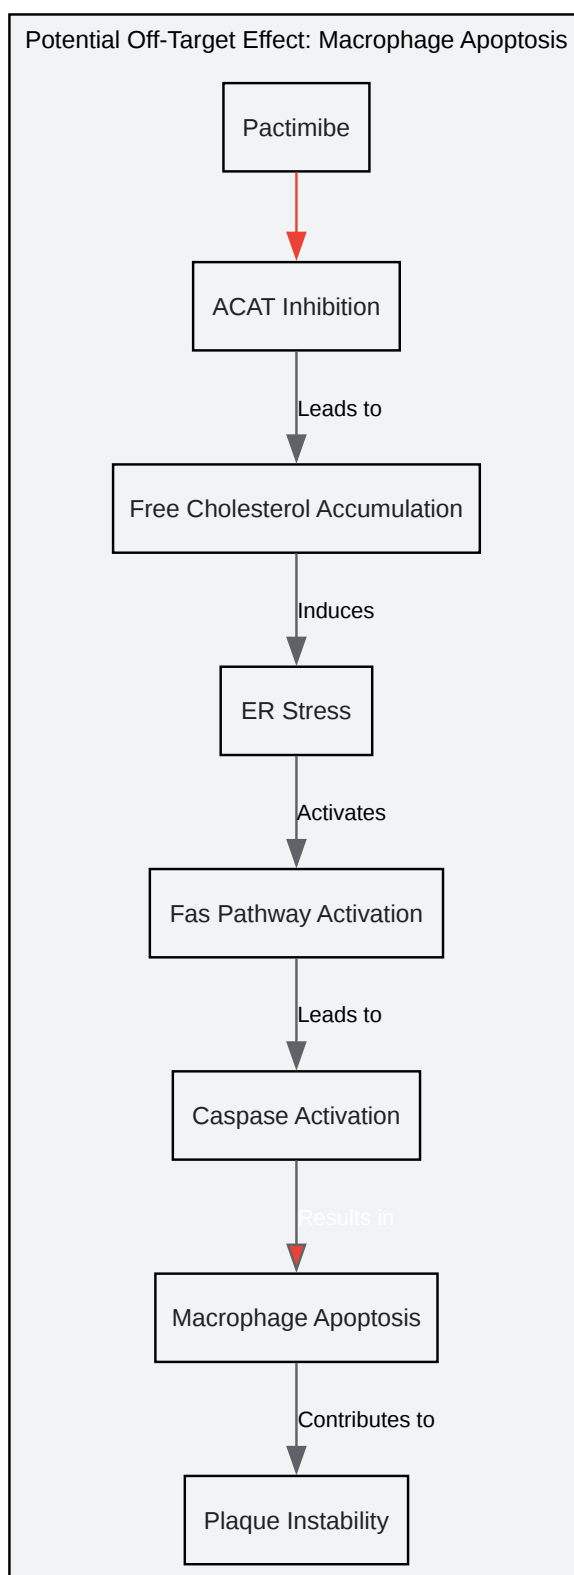 Potential Off-Target Effect: Macrophage Apoptosis
Pactimibe
ACAT Inhibition
Leads to
Free Cholesterol Accumulation
Induces
ER Stress
Activates
Fas Pathway Activation
Leads to
Caspase Activation
Results in
Macrophage Apoptosis
Contributes to
Plaque Instability